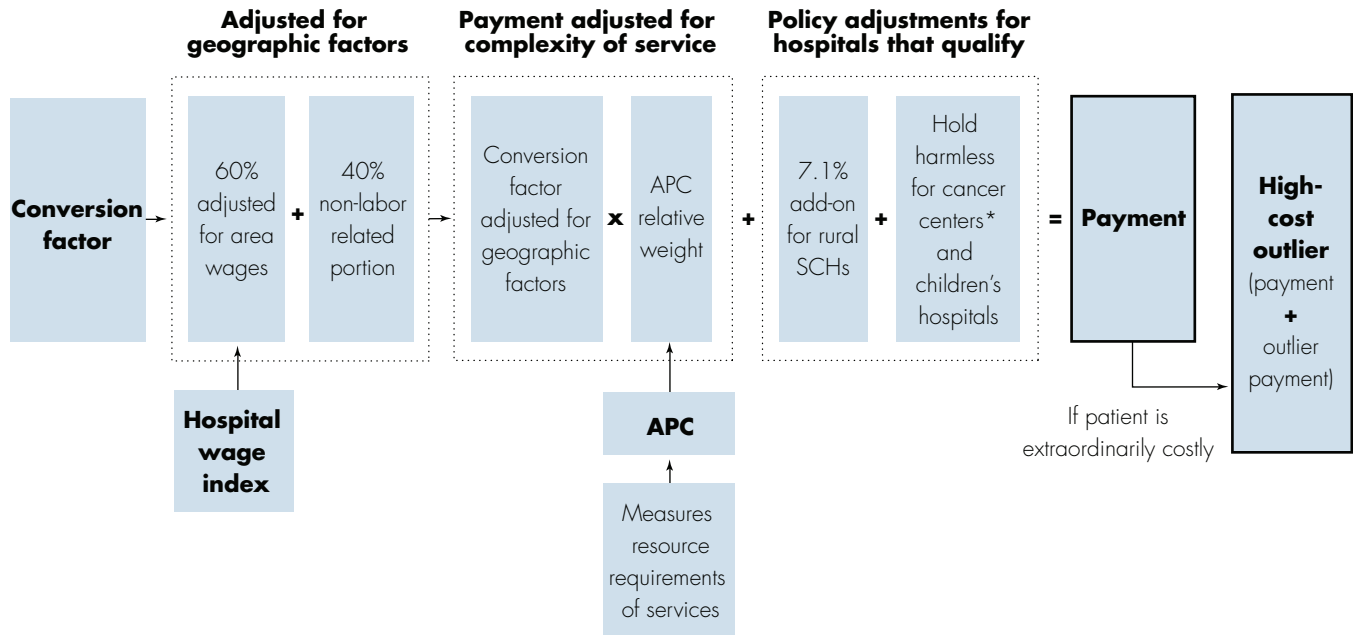 Adjusted for
geographic factors
Payment adjusted for
complexity of service
Policy adjustments for
hospitals that qualify
Conversion
factor
60%
adjusted
for area
wages
+
40%
non-labor
related
portion
Conversion
factor
adjusted for
geographic
factors
x
APC
relative
weight
+
7.1%
add-on
for rural
SCHs
+
Hold
harmless
for cancer
centers*
and
children’s
hospitals
=
Payment
High-
cost
outlier
(payment
+
outlier
payment)
Hospital
wage
index
APC
If patient is
extraordinarily costly
Measures
resource
requirements
of services